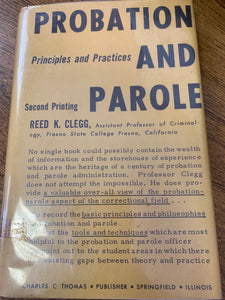 PROBATION
Principles and Practices AND
Second Printing PAROLE
REED K. CLEGG, Assistant Professor of Criminol-
ogy, Fresno State College Fresno, California
No single book could possibly contain the wealth
of information and the storehouse of experience
which are the heritage of a century of probation
and parole administration. Professor Clegg
does not attempt the impossible. He does pro-
vide a valuable over-all view of the probation-
parole aspect of the correctional field . . .
to record the basic principles and philosophies
probation and parole
the tools and techniques which are most
helpful to the probation and parole officer
point out to the student areas in which there
are existing gaps between theory and practice
CHARLES C THOMAS • PUBLISHER • SPRINGFIELD • ILLINOIS